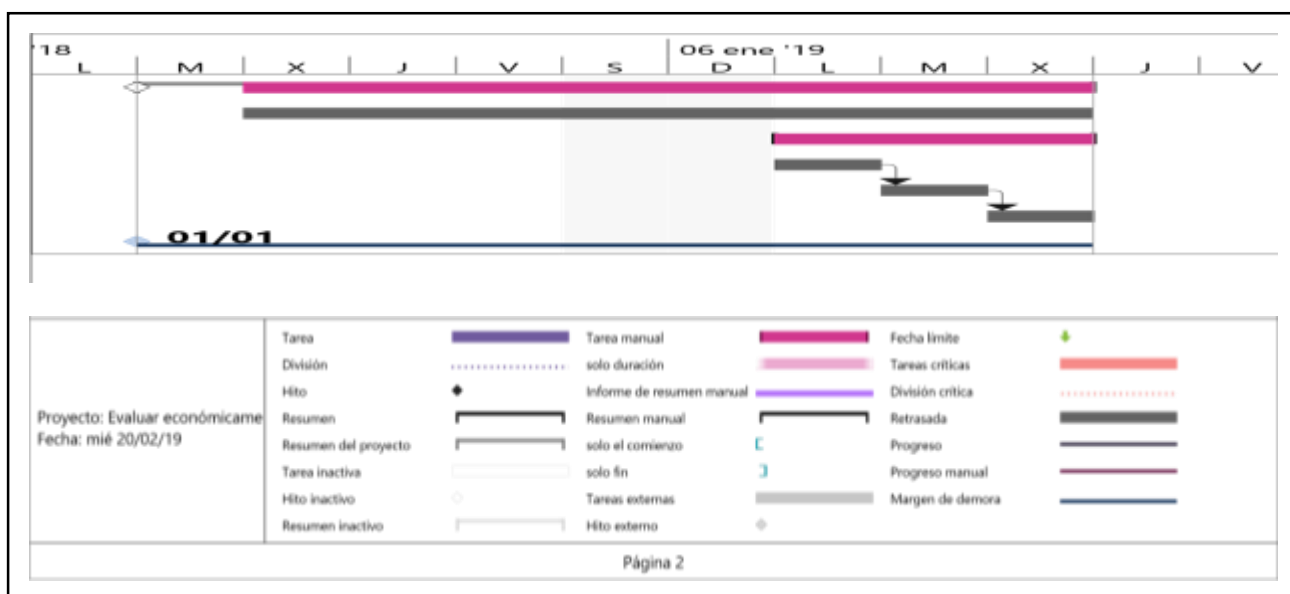 '18
06 ene '19
L M X J V S D L M X J V
01/01
Tarea Tarea manual Fecha límite
División solo duración Tareas críticas
Hito Informe de resumen manual División crítica
Proyecto: Evaluar económicame Resumen Resumen manual Retrasada
Fecha: mié 20/02/19 Resumen del proyecto solo el comienzo Progreso
Tarea inactiva solo fin Progreso manual
Hito inactivo Tareas externas Margen de demora
Resumen inactivo Hito externo
Página 2